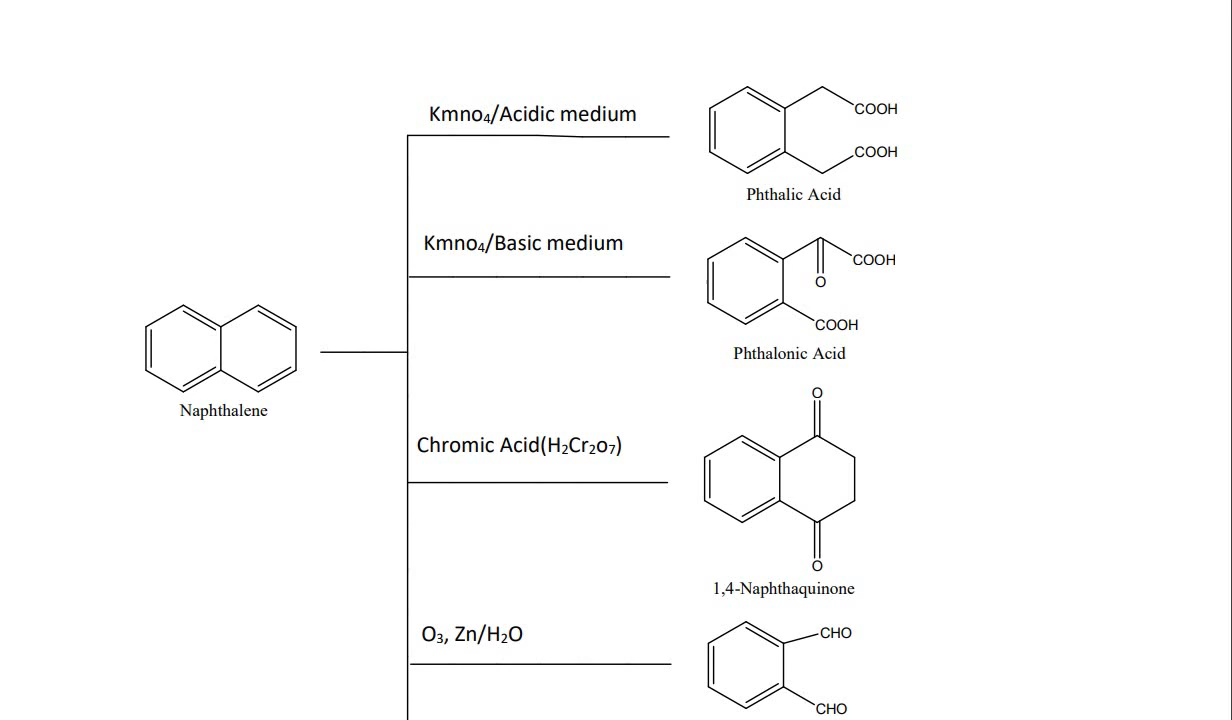 Kmno₄/Acidic medium
COOH
COOH
Phthalic Acid
Kmno₄/Basic medium
COOH
O
COOH
Phthalonic Acid
Naphthalene
O
Chromic Acid(H₂Cr₂o₇)
O
1,4-Naphthaquinone
O₃, Zn/H₂O
CHO
CHO